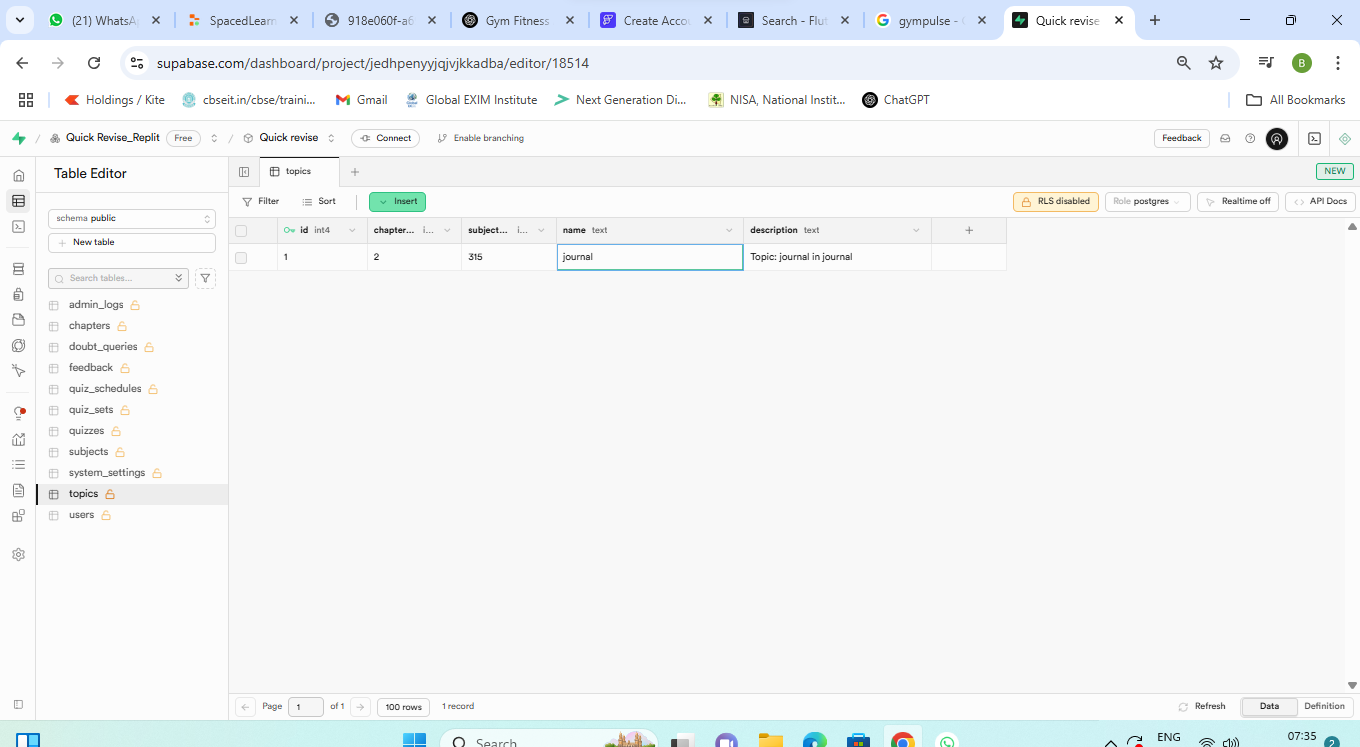 (21) WhatsA
SpacedLearn
918e060f-a6
Gym Fitness
Create Accou
Search - Flut
gympulse - G
Quick revise
supabase.com/dashboard/project/jedhpenyyjqjvjkkadba/editor/18514
B
Holdings / Kite
cbseit.in/cbse/traini...
Gmail
Global EXIM Institute
Next Generation Di...
NISA, National Instit...
ChatGPT
All Bookmarks
/ Quick Revise_Replit Free / Quick revise Connect Enable branching
Feedback
Table Editor
topics
NEW
schema public
New table
Search tables...
Filter Sort Insert
RLS disabled Role postgres Realtime off API Docs
id int4 chapter... i... subject... i... name text description text
1 2 315 journal Topic: journal in journal
admin_logs
chapters
doubt_queries
feedback
quiz_schedules
quiz_sets
quizzes
subjects
system_settings
topics
users
Page 1 of 1 100 rows 1 record
Refresh Data Definition
Search
ENG
07:35
2